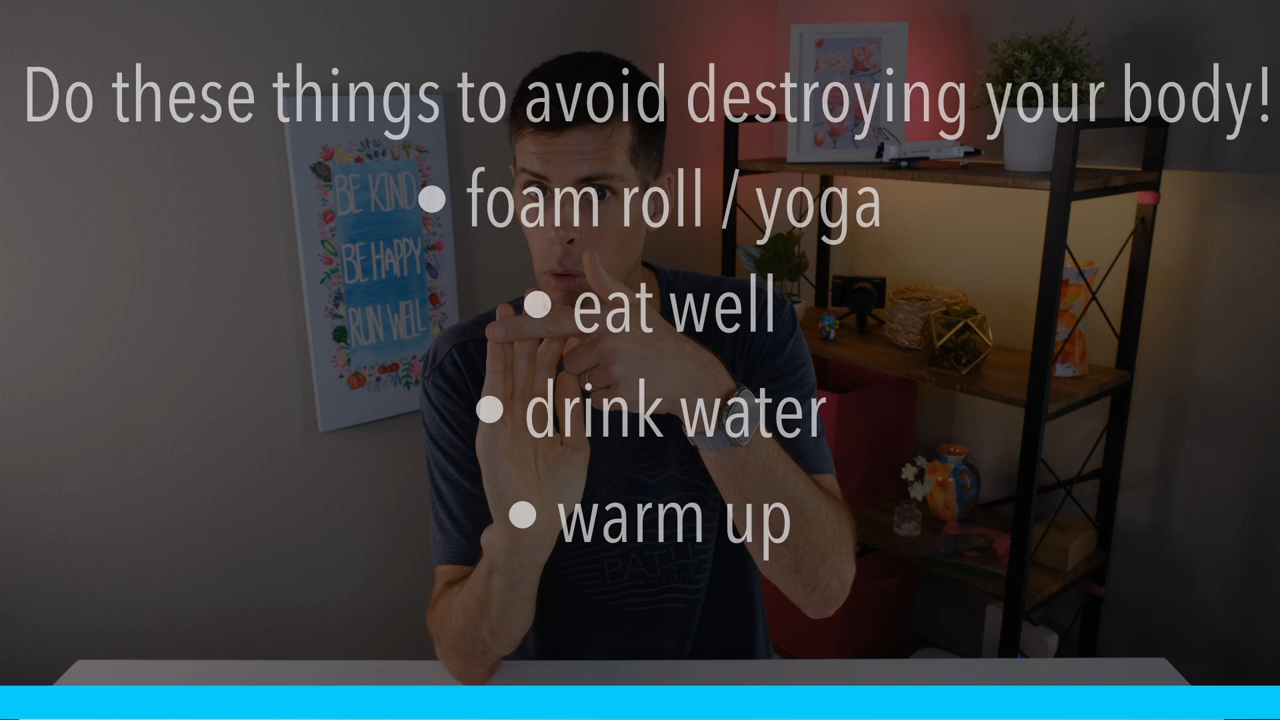 Do these things to avoid destroying your body!
• foam roll / yoga
• eat well
• drink water
• warm up
BE KIND
BE HAPPY
RUN WELL
PATH